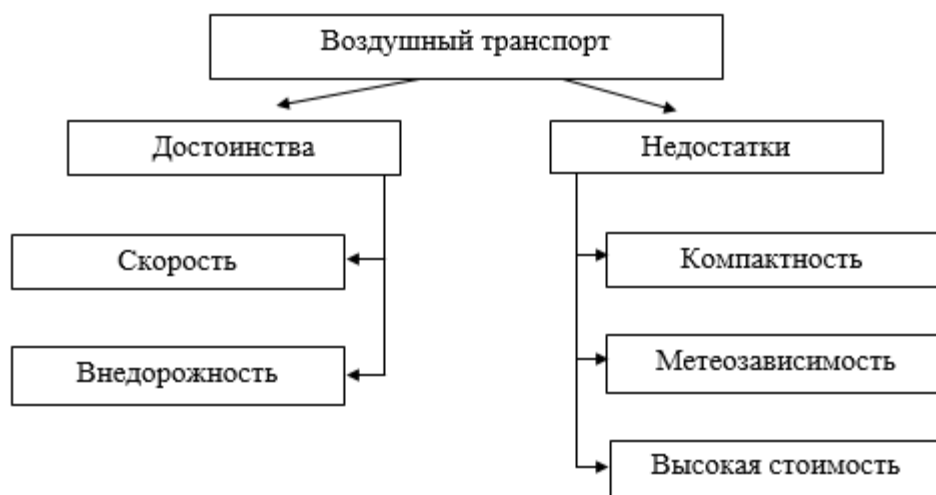 Воздушный транспорт
Достоинства
Недостатки
Скорость
Компактность
Внедорожность
Метеозависимость
Высокая стоимость